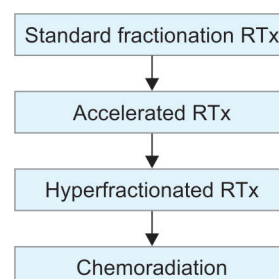 Standard fractionation RTx
Accelerated RTx
Hyperfractionated RTx
Chemoradiation